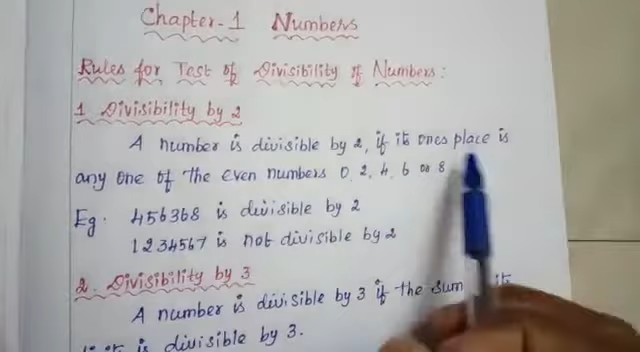 Chapter-1 Numbers
Rules for Test of Divisibility of Numbers:
1 Divisibility by 2
A number is divisible by 2, if its ones place is
any one of the even numbers 0, 2, 4, 6 or 8
Eg. 456368 is divisible by 2
1234567 is not divisible by 2
2. Divisibility by 3
A number is divisible by 3 if the sum
is divisible by 3.